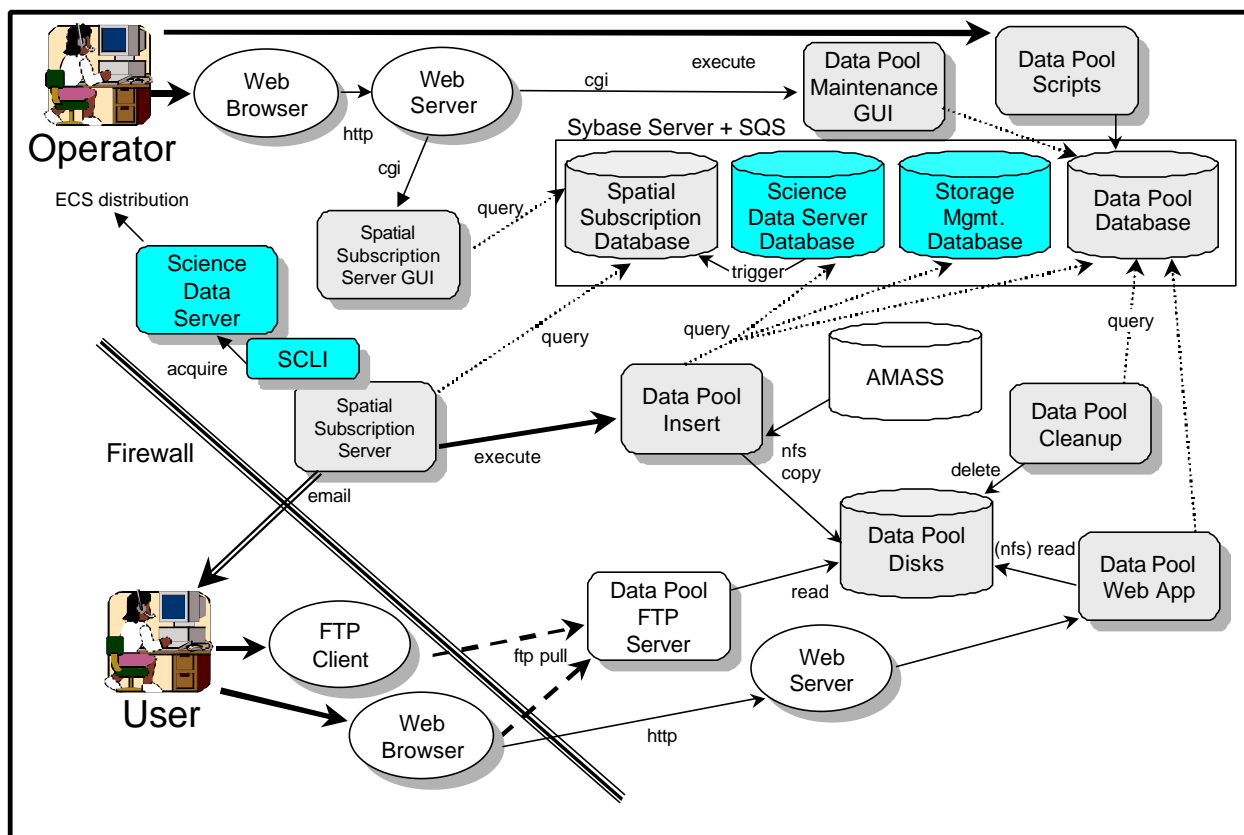 Operator
Web
Browser
http
Web
Server
cgi
execute
cgi
Data Pool
Maintenance
GUI
Data Pool
Scripts
Sybase Server + SQS
Spatial
Subscription
Database
Science
Data Server
Database
Storage
Mgmt.
Database
Data Pool
Database
trigger
ECS distribution
Spatial
Subscription
Server GUI
query
Science
Data
Server
acquire
SCLI
Spatial
Subscription
Server
query
query
query
execute
Data Pool
Insert
AMASS
nfs
copy
Data Pool
Cleanup
delete
Firewall
email
Data Pool
Disks
(nfs) read
Data Pool
Web App
read
Data Pool
FTP
Server
ftp pull
FTP
Client
User
Web
Browser
http
Web
Server